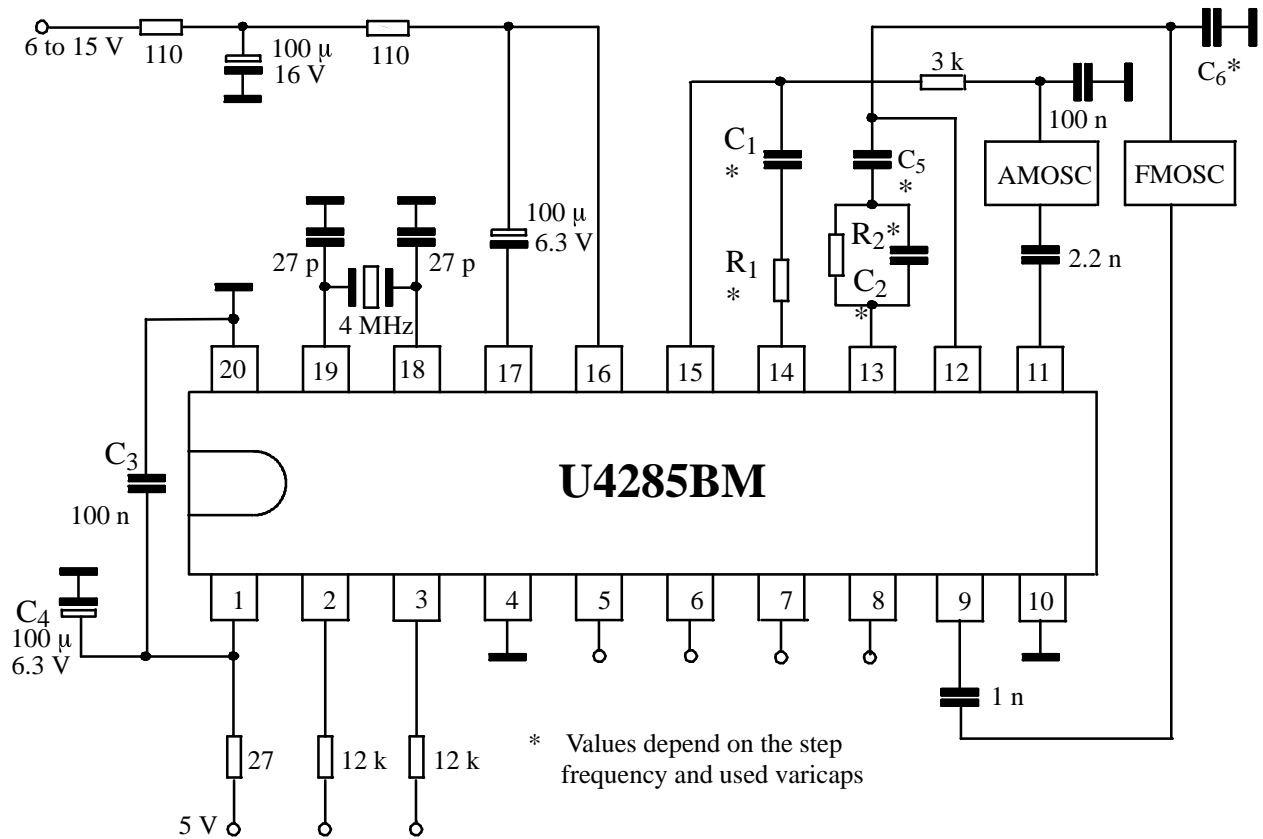 6 to 15 V
110
100 μ
16 V
110
3 k
C6*
100 n
C1
*
C5
*
AMOSC
FMOSC
100 μ
6.3 V
27 p
27 p
R2*
2.2 n
R1
*
C2
*
4 MHz
20
19
18
17
16
15
14
13
12
11
C3
100 n
U4285BM
C4
100 μ
6.3 V
1
2
3
4
5
6
7
8
9
10
1 n
27
12 k
12 k
* Values depend on the step
frequency and used varicaps
5 V